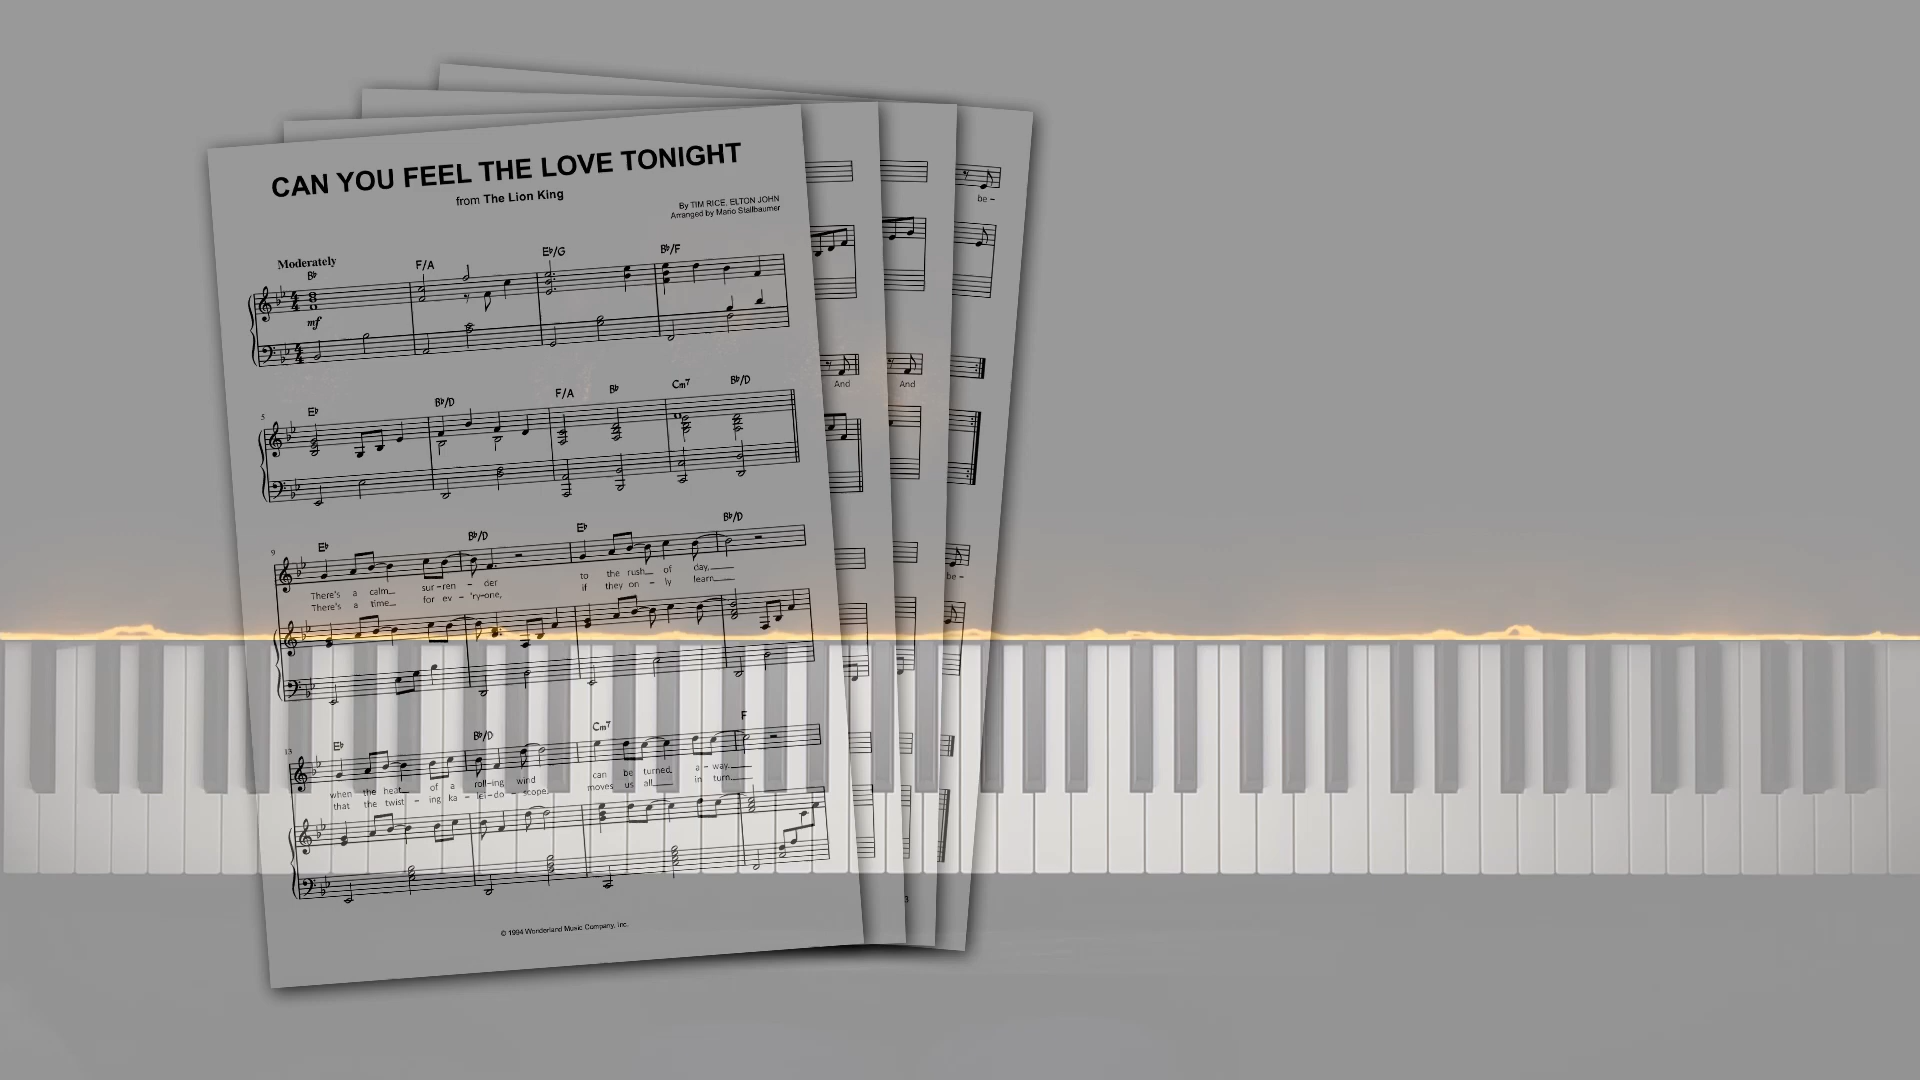 CAN YOU FEEL THE LOVE TONIGHT
from The Lion King
By TIM RICE, ELTON JOHN
Arranged by Mario Stallbaumer
Moderately
B♭ F/A E♭/G B♭/F
mf
5
E♭ B♭/D F/A B♭ Cm7 B♭/D
9
E♭ B♭/D E♭ B♭/D
There's a calm sur - ren - der to the rush of day,
There's a time for ev - 'ry - one, if they on - ly learn
13
E♭ B♭/D Cm7 F
when the heat of a roll - ing wind can be turned a - way.
that the twist - ing ka - lei - do - scope moves us all in turn.
© 1994 Wonderland Music Company, Inc.
And
And
be -
be -
3